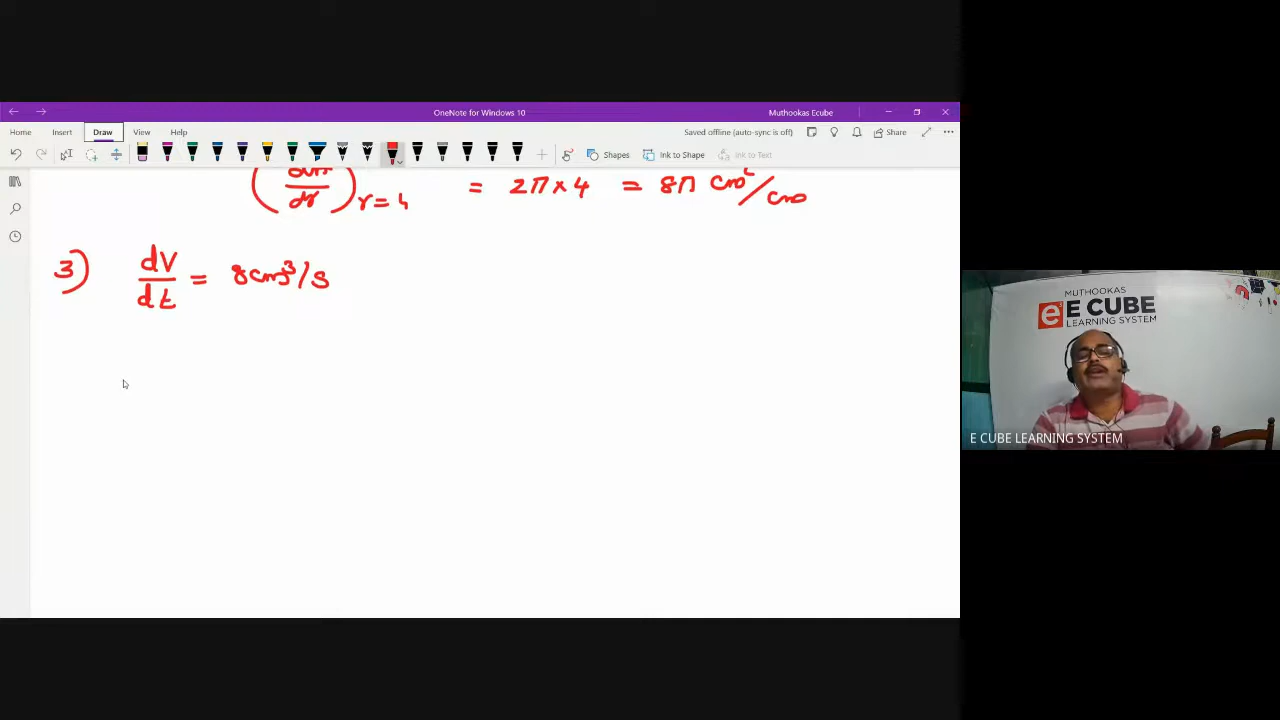 OneNote for Windows 10
Muthookas Ecube
Home Insert Draw View Help
Saved offline (auto-sync is off)
Share
Shapes
Ink to Shape
Ink to Text
dr r=4 = 2π×4 = 8π cm²/cm
3) dV/dt = 8cm³/s
MUTHOOKAS
e E CUBE
LEARNING SYSTEM
E CUBE LEARNING SYSTEM